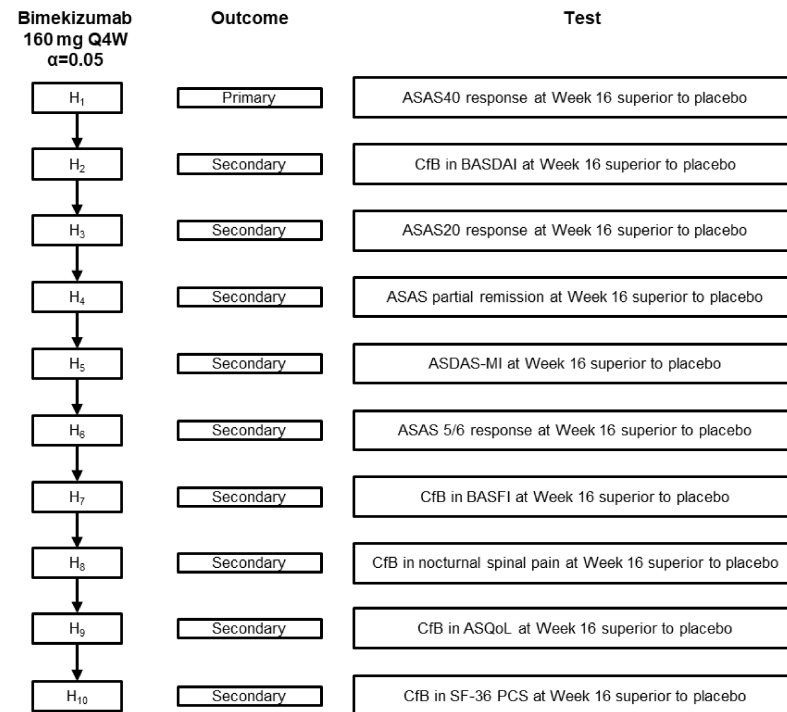 Bimekizumab Outcome Test
160 mg Q4W
α=0.05
H₁ Primary ASAS40 response at Week 16 superior to placebo
H₂ Secondary CfB in BASDAI at Week 16 superior to placebo
H₃ Secondary ASAS20 response at Week 16 superior to placebo
H₄ Secondary ASAS partial remission at Week 16 superior to placebo
H₅ Secondary ASDAS-MI at Week 16 superior to placebo
H₆ Secondary ASAS 5/6 response at Week 16 superior to placebo
H₇ Secondary CfB in BASFI at Week 16 superior to placebo
H₈ Secondary CfB in nocturnal spinal pain at Week 16 superior to placebo
H₉ Secondary CfB in ASQoL at Week 16 superior to placebo
H₁₀ Secondary CfB in SF-36 PCS at Week 16 superior to placebo